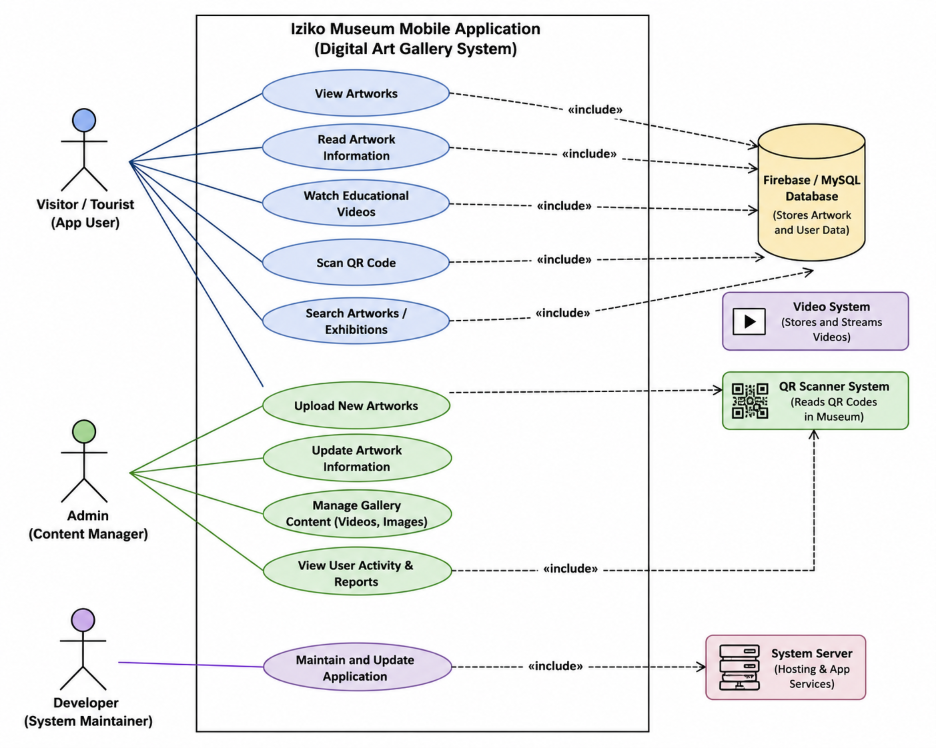 Iziko Museum Mobile Application
(Digital Art Gallery System)
View Artworks
«include»
Read Artwork
Information
«include»
Watch Educational
Videos
«include»
Scan QR Code
«include»
Search Artworks /
Exhibitions
«include»
Visitor / Tourist
(App User)
Firebase / MySQL
Database
(Stores Artwork
and User Data)
Video System
(Stores and Streams
Videos)
QR Scanner System
(Reads QR Codes
in Museum)
Upload New Artworks
Update Artwork
Information
Manage Gallery
Content (Videos, Images)
View User Activity &
Reports
«include»
Admin
(Content Manager)
Maintain and Update
Application
«include»
System Server
(Hosting & App
Services)
Developer
(System Maintainer)